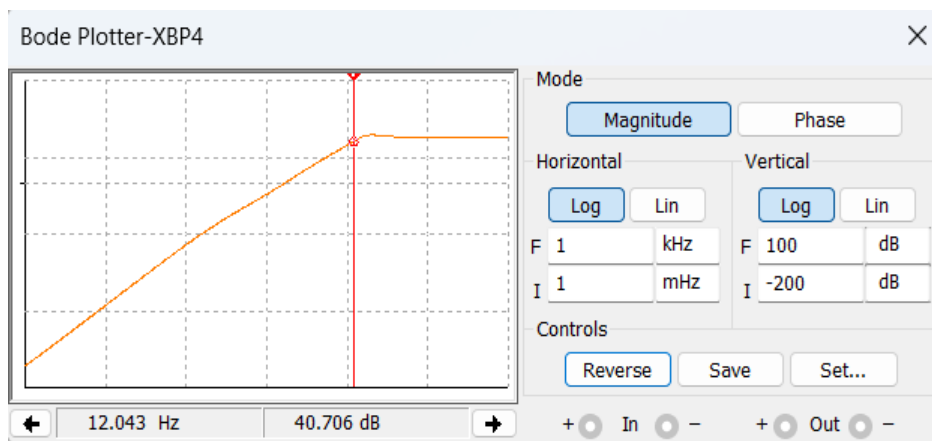 Bode Plotter-XBP4
Mode
Magnitude Phase
Horizontal Vertical
Log Lin Log Lin
F 1 kHz F 100 dB
I 1 mHz I -200 dB
Controls
Reverse Save Set...
12.043 Hz 40.706 dB + In - + Out -